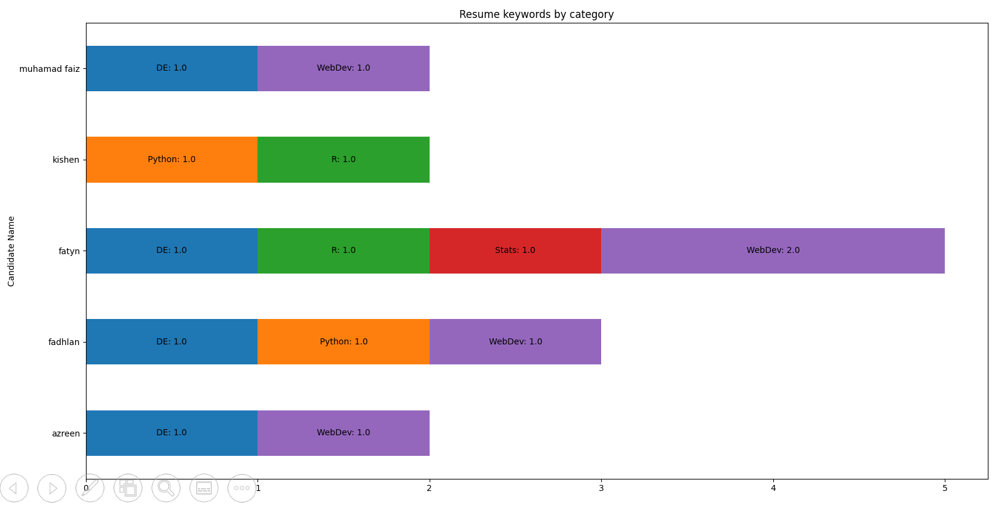 Resume keywords by category
muhamad faiz
DE: 1.0
WebDev: 1.0
kishen
Python: 1.0
R: 1.0
Candidate Name
fatyn
DE: 1.0
R: 1.0
Stats: 1.0
WebDev: 2.0
fadhlan
DE: 1.0
Python: 1.0
WebDev: 1.0
azreen
DE: 1.0
WebDev: 1.0
0
1
2
3
4
5